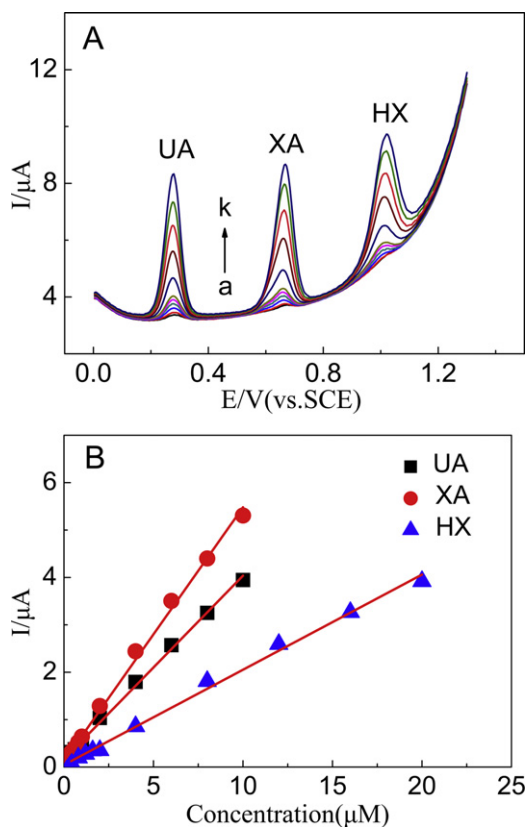 A
UA
XA
HX
k
a
I/μA
12
8
4
0.0 0.4 0.8 1.2
E/V(vs.SCE)
B
UA
XA
HX
I/μA
6
4
2
0
0 5 10 15 20 25
Concentration(μM)